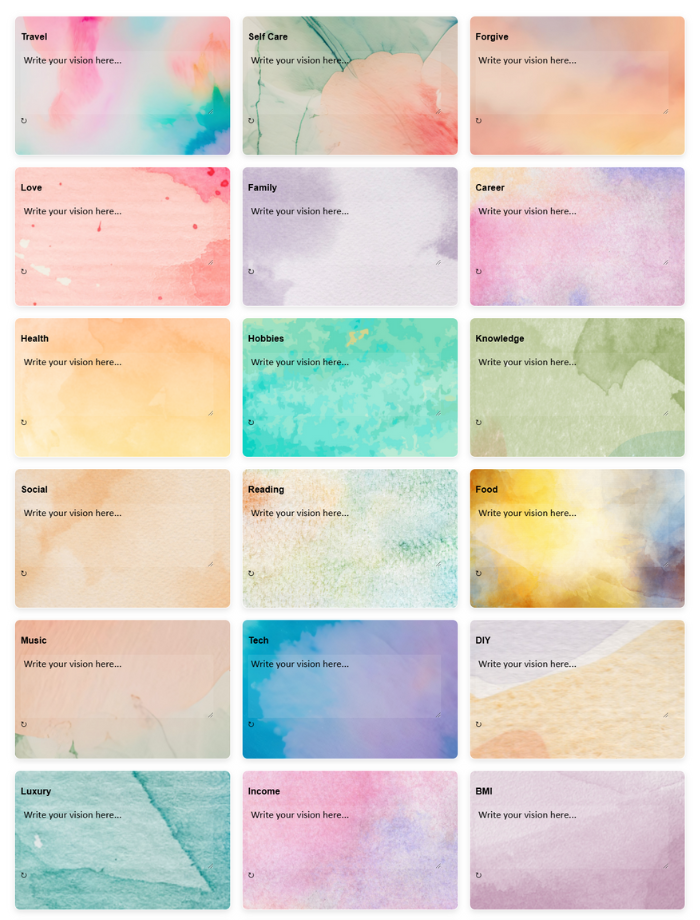 Travel
Write your vision here...
↻
Self Care
Write your vision here...
↻
Forgive
Write your vision here...
↻
Love
Write your vision here...
↻
Family
Write your vision here...
↻
Career
Write your vision here...
↻
Health
Write your vision here...
↻
Hobbies
Write your vision here...
↻
Knowledge
Write your vision here...
↻
Social
Write your vision here...
↻
Reading
Write your vision here...
↻
Food
Write your vision here...
↻
Music
Write your vision here...
↻
Tech
Write your vision here...
↻
DIY
Write your vision here...
↻
Luxury
Write your vision here...
↻
Income
Write your vision here...
↻
BMI
Write your vision here...
↻